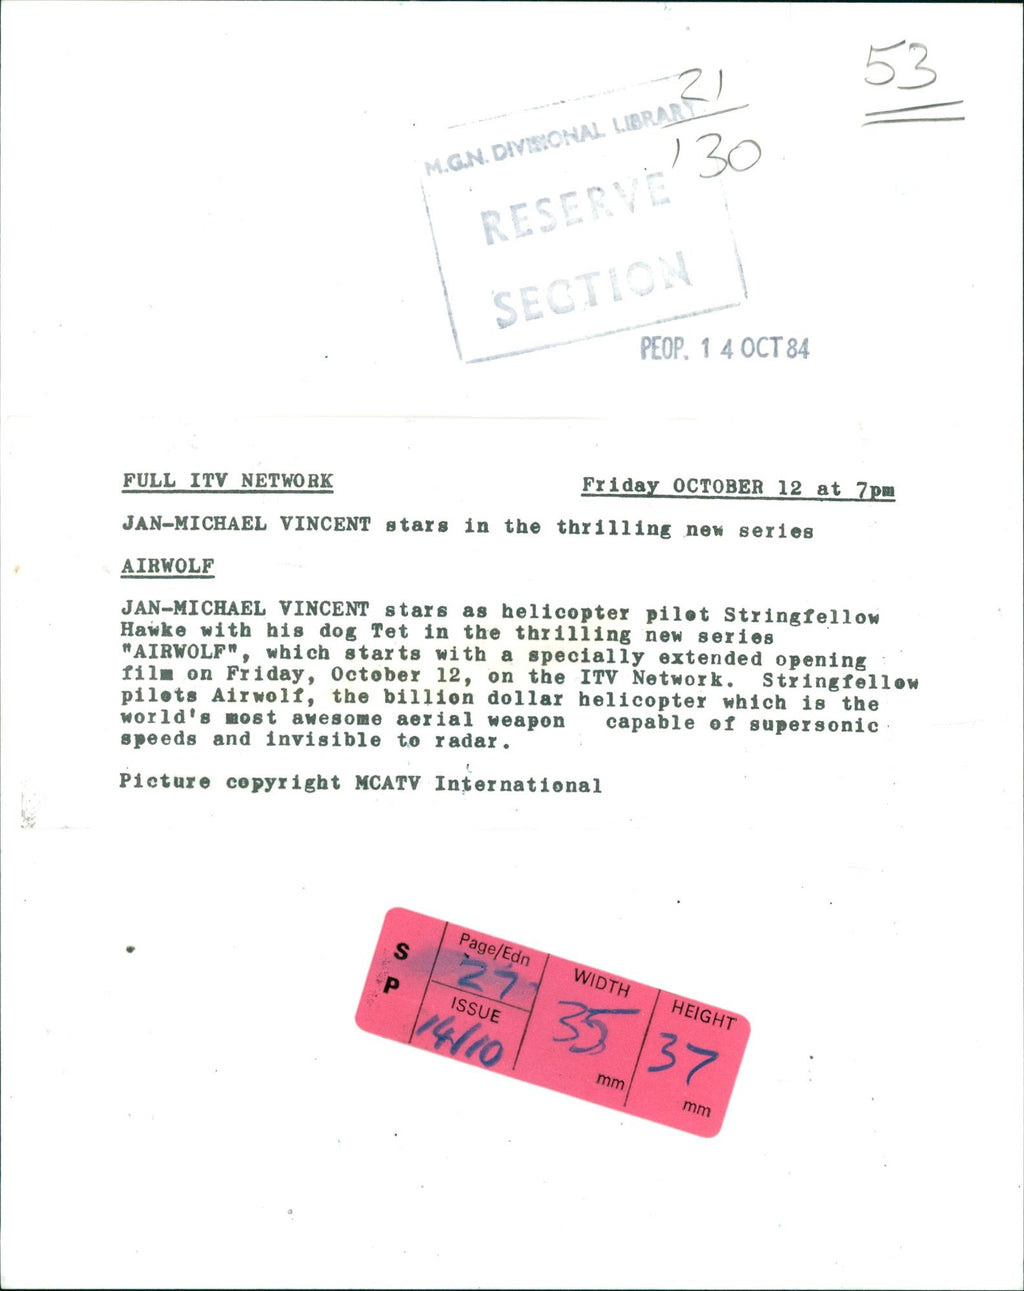 53
21
130
M.G.N. DIVISIONAL LIBRARY
RESERVE
SECTION
PEOP. 14 OCT 84
FULL ITV NETWORK Friday OCTOBER 12 at 7pm
JAN-MICHAEL VINCENT stars in the thrilling new series
AIRWOLF
JAN-MICHAEL VINCENT stars as helicopter pilot Stringfellow
Hawke with his dog Tet in the thrilling new series
"AIRWOLF", which starts with a specially extended opening
film on Friday, October 12, on the ITV Network. Stringfellow
pilots Airwolf, the billion dollar helicopter which is the
world's most awesome aerial weapon capable of supersonic
speeds and invisible to radar.
Picture copyright MCATV International
S P
Page/Edn
27
ISSUE
14/10
WIDTH
35
mm
HEIGHT
37
mm